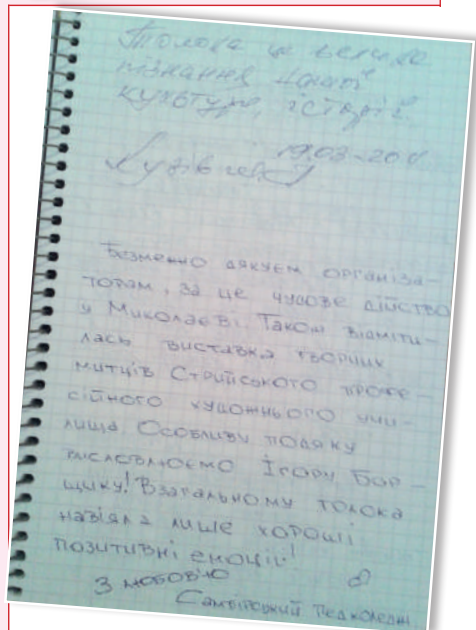 Толока це велике
пізнання нашої
культури, історії.
19.03-20
Безмежно дякуєм організа-
торам, за це чудове дійство
у Миколаєві. Також відміти-
лась виставка творчих
митців Стрийського профе-
сійного художнього учи-
лища. Особливу подяку
висловлюємо Ігору Бор-
щику! Взагальному толока
навіяла лише хороші
позитивні емоції!
З любов'ю
Самбірський педколедж